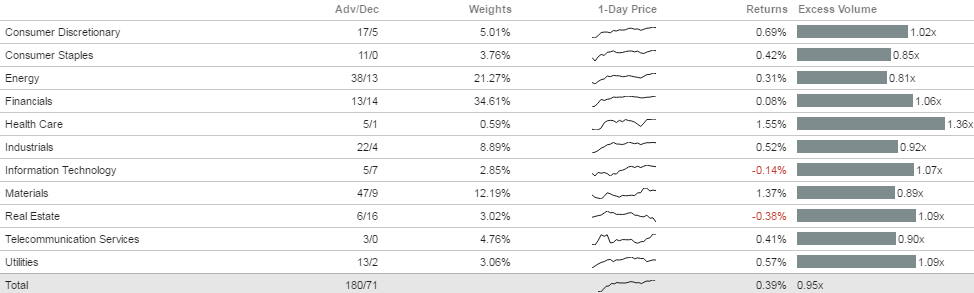 Adv/Dec Weights 1-Day Price Returns Excess Volume
Consumer Discretionary 17/5 5.01% 0.69% 1.02x
Consumer Staples 11/0 3.76% 0.42% 0.85x
Energy 38/13 21.27% 0.31% 0.81x
Financials 13/14 34.61% 0.08% 1.06x
Health Care 5/1 0.59% 1.55% 1.36x
Industrials 22/4 8.89% 0.52% 0.92x
Information Technology 5/7 2.85% -0.14% 1.07x
Materials 47/9 12.19% 1.37% 0.89x
Real Estate 6/16 3.02% -0.38% 1.09x
Telecommunication Services 3/0 4.76% 0.41% 0.90x
Utilities 13/2 3.06% 0.57% 1.09x
Total 180/71 0.39% 0.95x